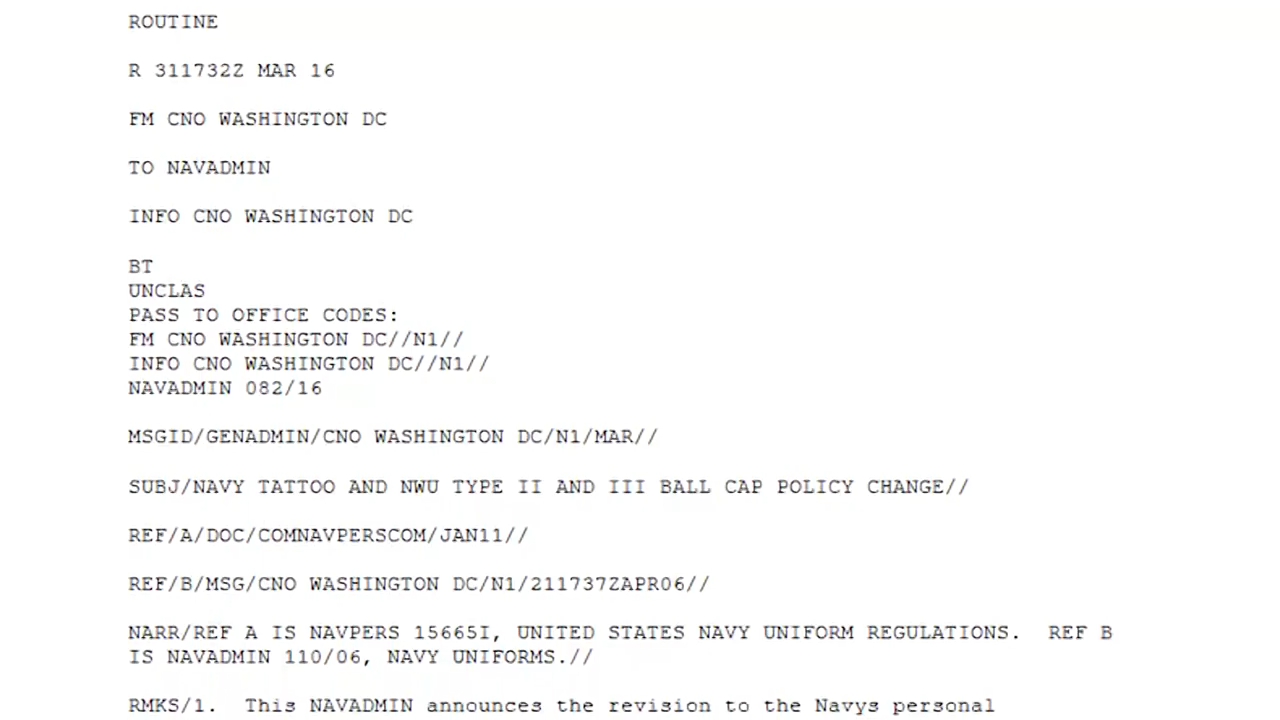 ROUTINE
R 311732Z MAR 16
FM CNO WASHINGTON DC
TO NAVADMIN
INFO CNO WASHINGTON DC
BT
UNCLAS
PASS TO OFFICE CODES:
FM CNO WASHINGTON DC//N1//
INFO CNO WASHINGTON DC//N1//
NAVADMIN 082/16
MSGID/GENADMIN/CNO WASHINGTON DC/N1/MAR//
SUBJ/NAVY TATTOO AND NWU TYPE II AND III BALL CAP POLICY CHANGE//
REF/A/DOC/COMNAVPERSCOM/JAN11//
REF/B/MSG/CNO WASHINGTON DC/N1/211737ZAPR06//
NARR/REF A IS NAVPERS 15665I, UNITED STATES NAVY UNIFORM REGULATIONS.  REF B
IS NAVADMIN 110/06, NAVY UNIFORMS.//
RMKS/1.  This NAVADMIN announces the revision to the Navys personal